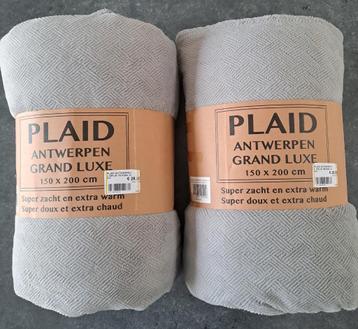 PLAID
ANTWERPEN
GRAND LUXE
150 x 200 cm
Super zacht en extra warm
Super doux et extra chaud
PLAID
ANTWERPEN
GRAND LUXE
150 x 200 cm
Super zacht en extra warm
Super doux et extra chaud